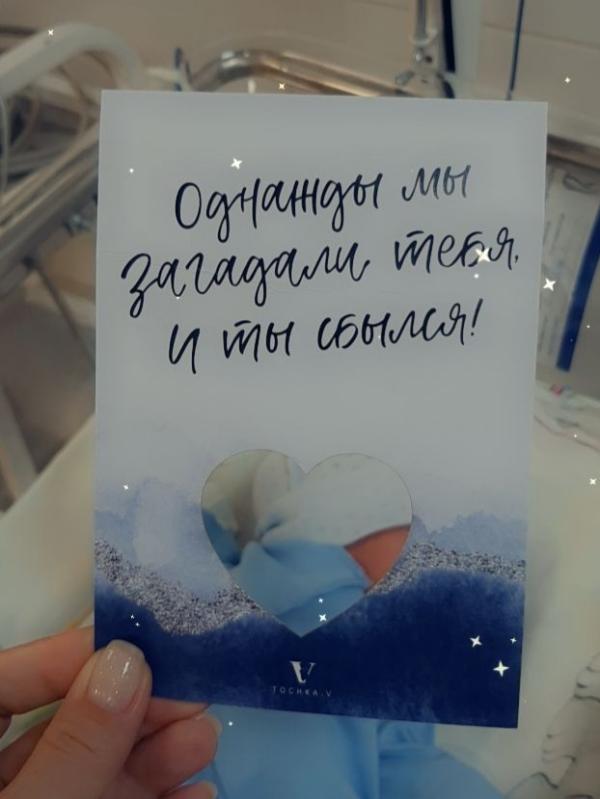 Однажды мы
загадали тебя,
и ты сбылся!
V
TOCHKA.V